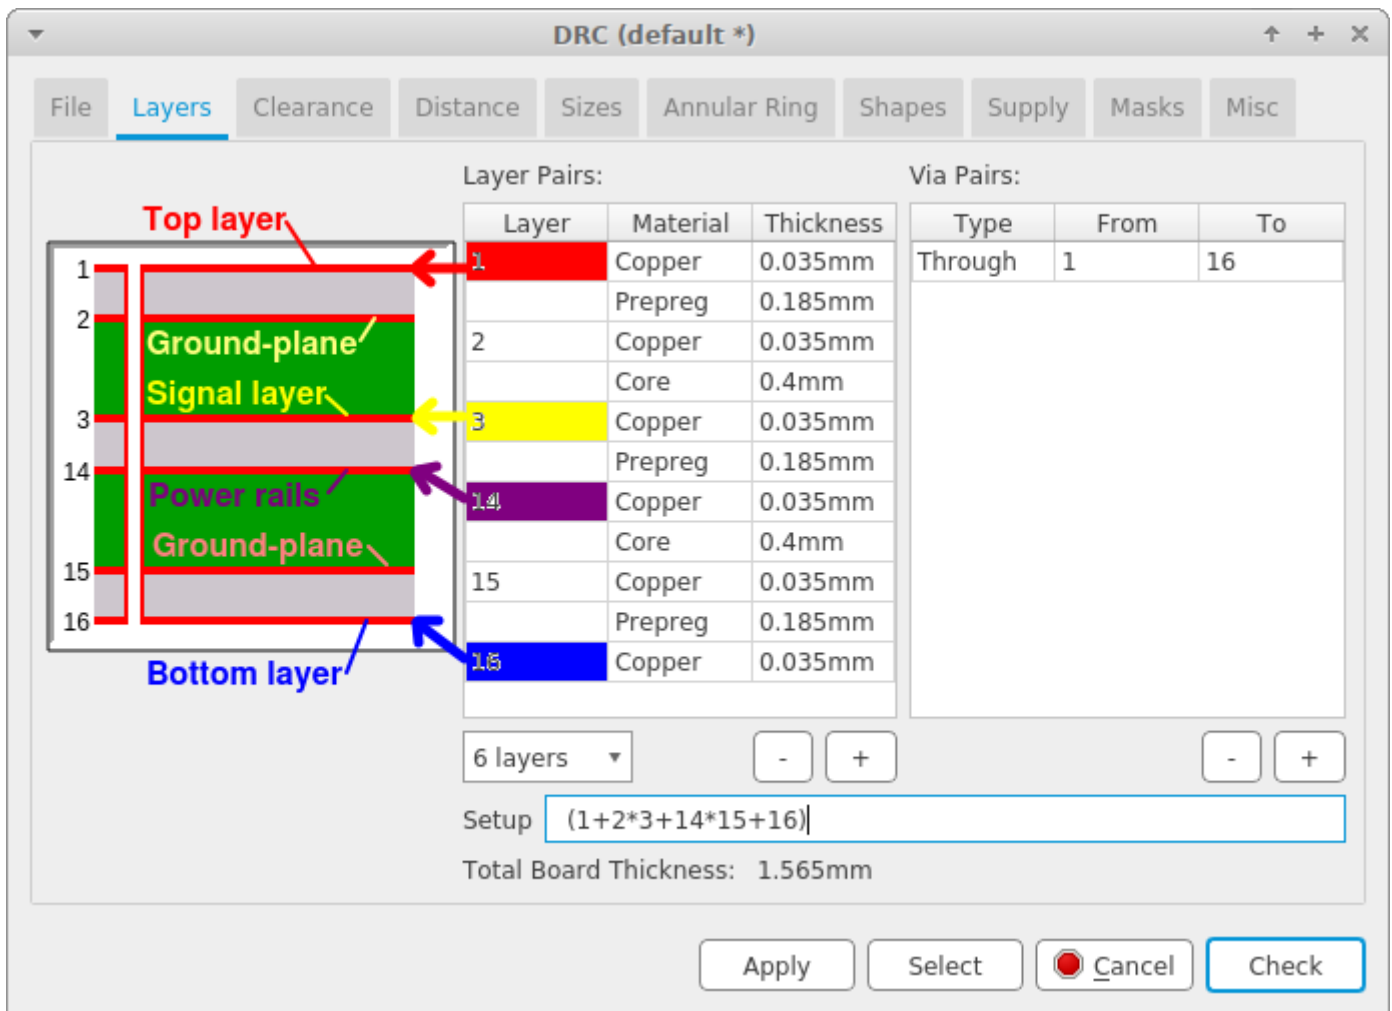 DRC (default *)
File Layers Clearance Distance Sizes Annular Ring Shapes Supply Masks Misc
Layer Pairs:
Via Pairs:
Top layer
1
2
Ground-plane
Signal layer
3
14
Power rails
Ground-plane
15
16
Bottom layer
Layer Material Thickness
1 Copper 0.035mm
Prepreg 0.185mm
2 Copper 0.035mm
Core 0.4mm
3 Copper 0.035mm
Prepreg 0.185mm
14 Copper 0.035mm
Core 0.4mm
15 Copper 0.035mm
Prepreg 0.185mm
16 Copper 0.035mm
Type From To
Through 1 16
6 layers - +
- +
Setup (1+2*3+14*15+16)
Total Board Thickness: 1.565mm
Apply Select Cancel Check